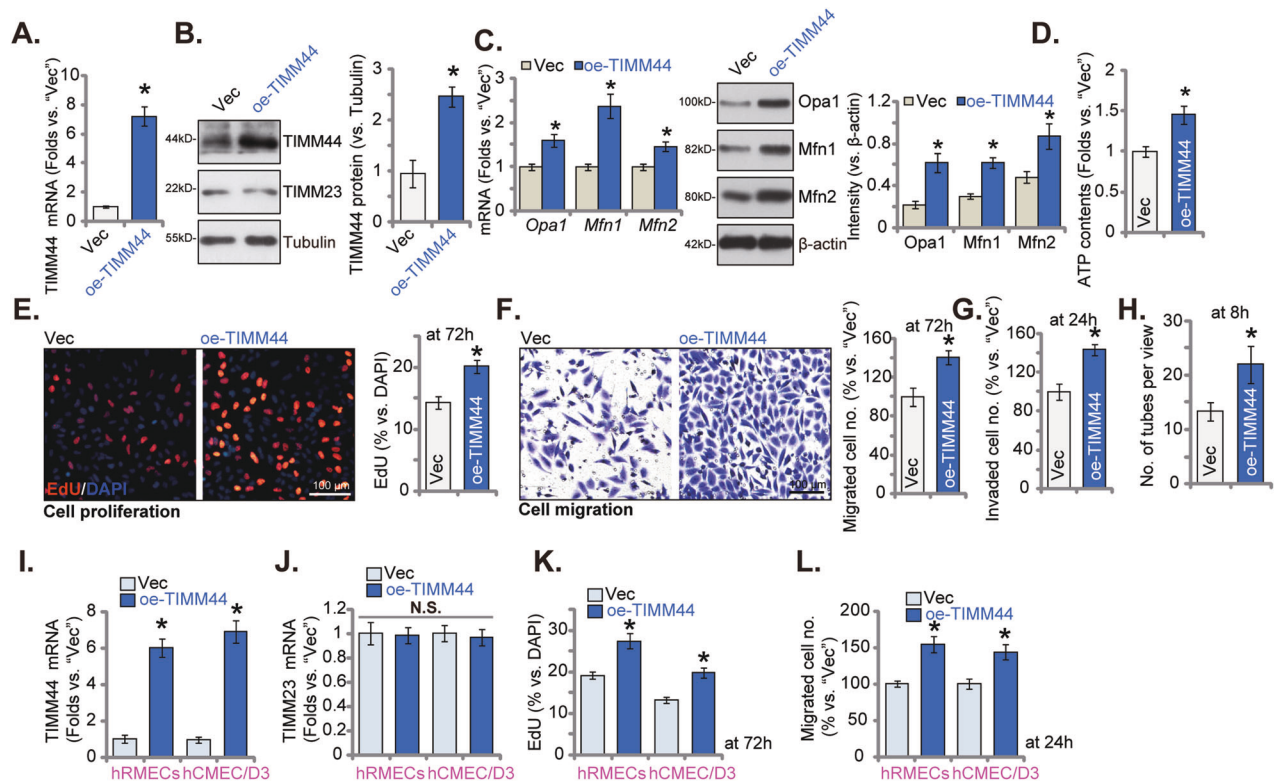 A.
TIMM44 mRNA (Folds vs. “Vec”)
10
8
6
4
2
0
*
Vec
oe-TIMM44
B.
Vec
oe-TIMM44
44kD-
TIMM44
22kD-
TIMM23
55kD-
Tubulin
TIMM44 protein (vs. Tubulin)
3
2
1
0
*
Vec
oe-TIMM44
C.
Vec
oe-TIMM44
mRNA (Folds vs. “Vec”)
3
2
1
0
*
*
*
Opa1
Mfn1
Mfn2
Vec
oe-TIMM44
100kD-
Opa1
82kD-
Mfn1
80kD-
Mfn2
42kD-
β-actin
Vec
oe-TIMM44
Intensity (vs. β-actin)
1.2
0.8
0.4
0
*
*
*
Opa1
Mfn1
Mfn2
D.
ATP contents (Folds vs. “Vec”)
2
1.5
1
0.5
0
*
Vec
oe-TIMM44
E.
Vec
oe-TIMM44
EdU/DAPI
100 μm
Cell proliferation
at 72h
EdU (% vs. DAPI)
25
20
15
10
5
0
*
Vec
oe-TIMM44
F.
Vec
oe-TIMM44
100 μm
Cell migration
at 72h
Migrated cell no. (% vs. “Vec”)
180
140
100
60
40
0
*
Vec
oe-TIMM44
G.
at 24h
Invaded cell no. (% vs. “Vec”)
200
160
120
80
40
0
*
Vec
oe-TIMM44
H.
at 8h
No. of tubes per view
30
20
10
0
*
Vec
oe-TIMM44
I.
Vec
oe-TIMM44
TIMM44 mRNA
(Folds vs. “Vec”)
8
6
4
2
0
*
*
hRMECs
hCMEC/D3
J.
Vec
oe-TIMM44
N.S.
TIMM23 mRNA
(Folds vs. “Vec”)
1.2
1
0.8
0.6
0.4
0.2
0
hRMECs
hCMEC/D3
K.
Vec
oe-TIMM44
EdU (% vs. DAPI)
40
30
20
10
0
*
*
at 72h
hRMECs
hCMEC/D3
L.
Vec
oe-TIMM44
Migrated cell no.
(% vs. “Vec”)
200
150
100
50
0
*
*
at 24h
hRMECs
hCMEC/D3